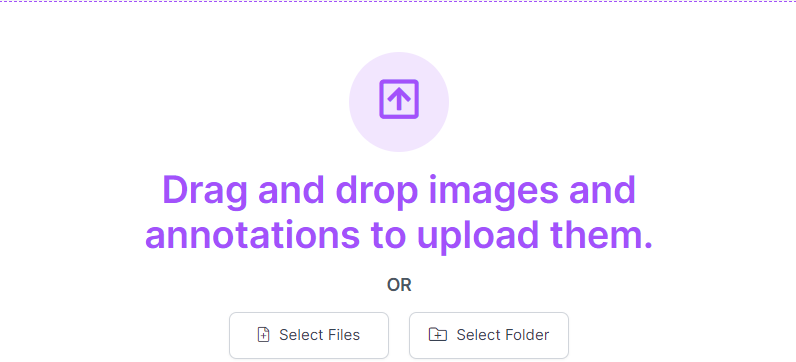 Drag and drop images and
annotations to upload them.
OR
Select Files
Select Folder